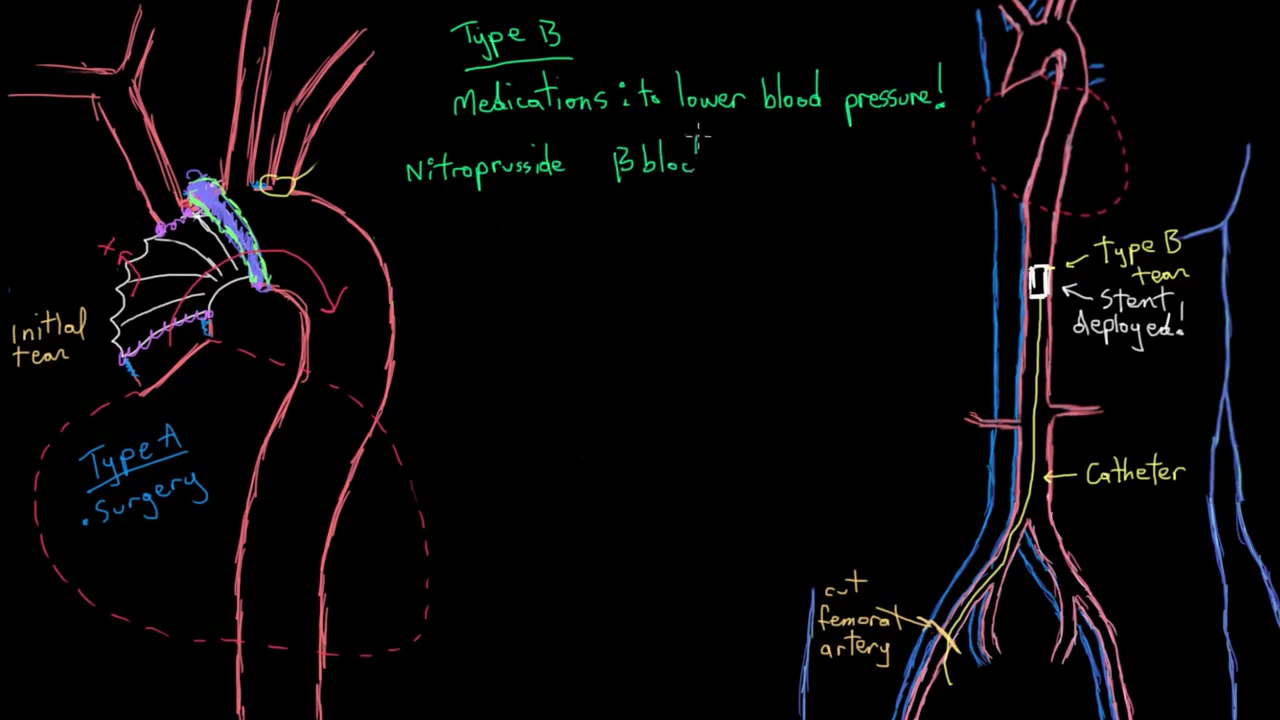 Type B
Medications: to lower blood pressure!
Nitroprusside β bloc
Initial
tear
Type A
. Surgery
type B
tear
Stent
deployed!
Catheter
cut
femoral
artery